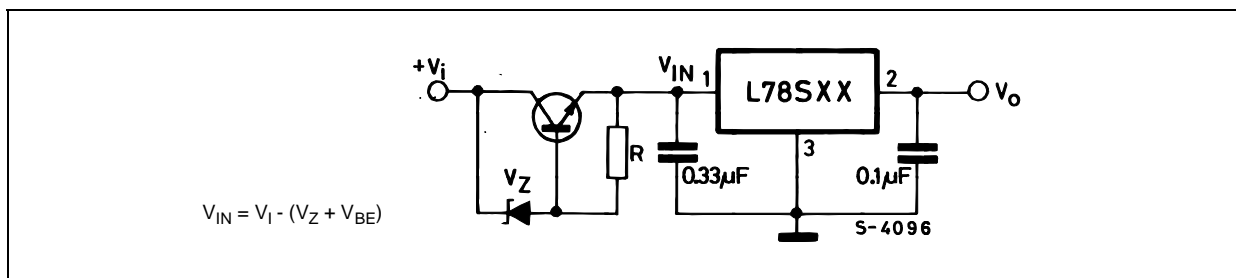 +Vi
VIN 1
L78SXX
2
Vo
3
R
0.33µF
0.1µF
VZ
VIN = VI - (VZ + VBE)
S-4096